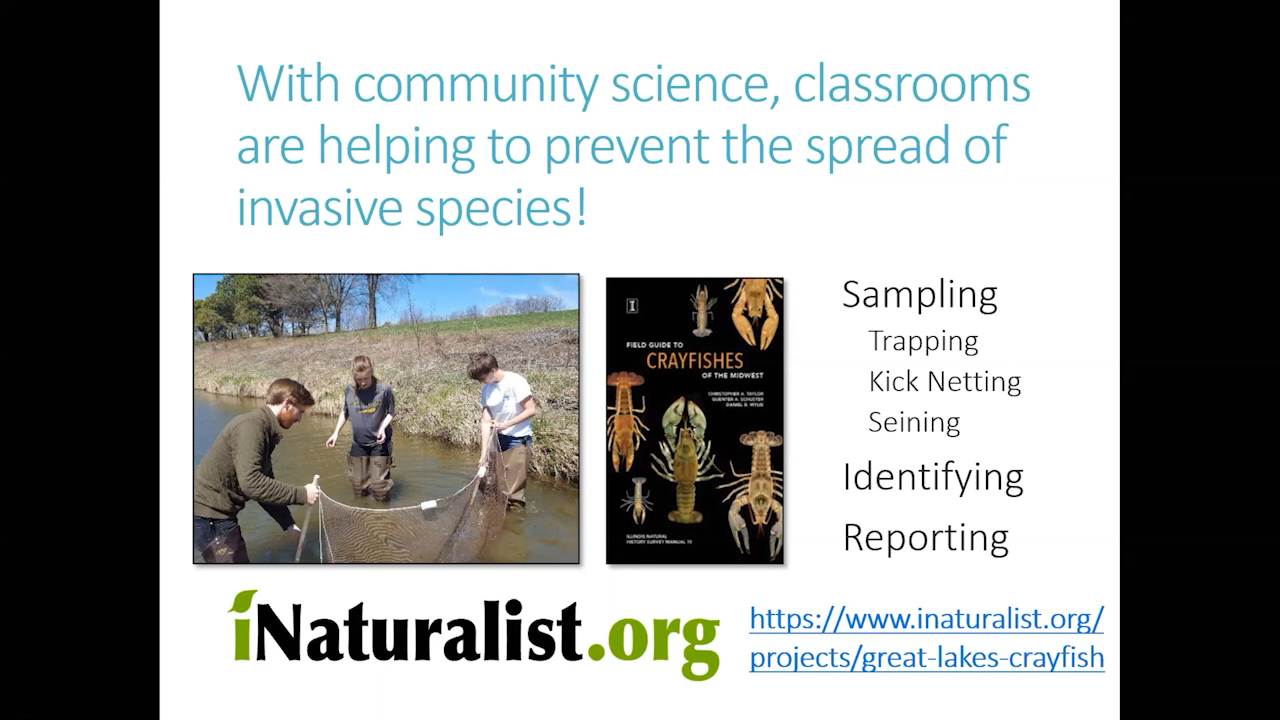 With community science, classrooms
are helping to prevent the spread of
invasive species!
I
FIELD GUIDE TO
CRAYFISHES
OF THE MIDWEST
CHRISTOPHER A. TAYLOR
GUENTER A. SCHUSTER
DANIEL B. WYLIE
ILLINOIS NATURAL
HISTORY SURVEY MANUAL 15
Sampling
Trapping
Kick Netting
Seining
Identifying
Reporting
iNaturalist.org
https://www.inaturalist.org/
projects/great-lakes-crayfish